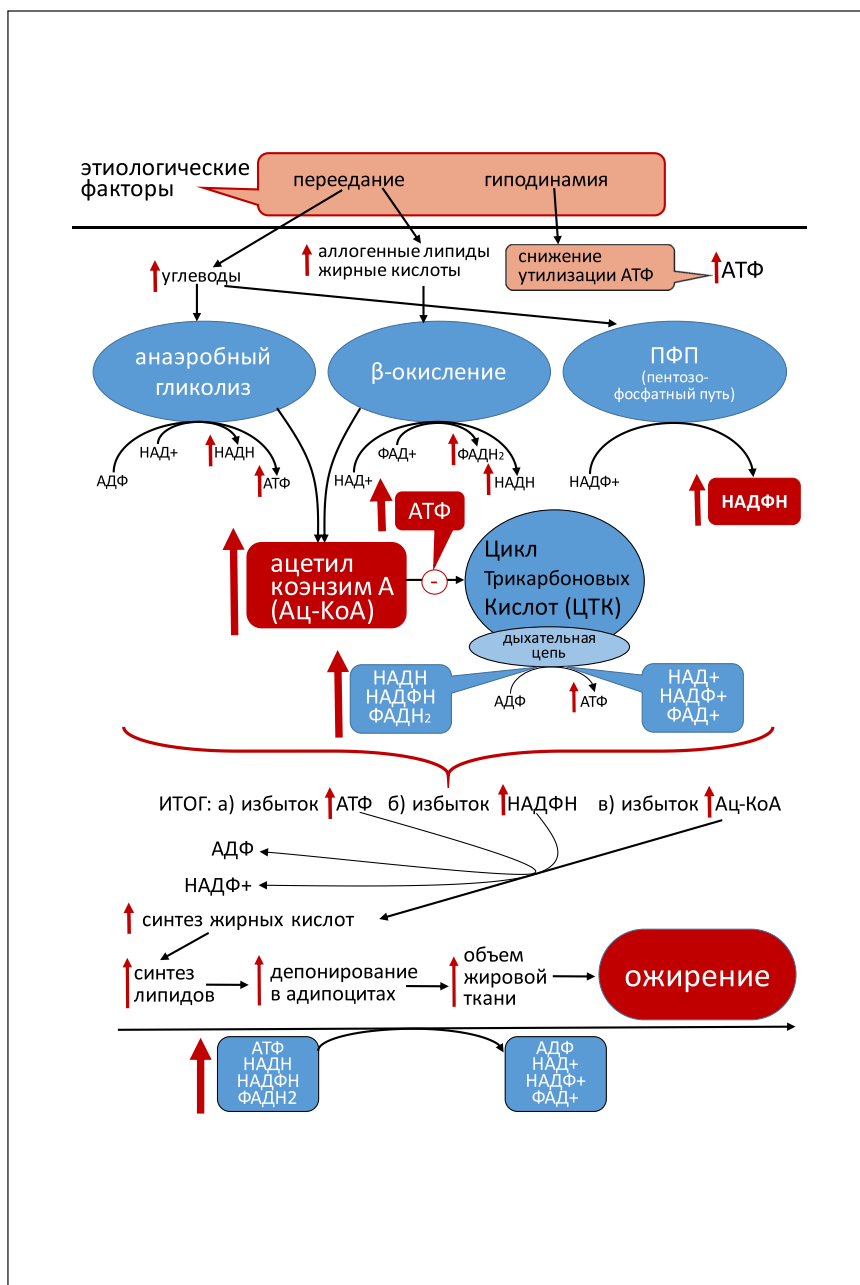 этиологические
факторы
переедание
гиподинамия
углеводы
аллогенные липиды
жирные кислоты
снижение
утилизации АТФ
АТФ
анаэробный
гликолиз
β-окисление
ПФП
(пентозо-
фосфатный путь)
АДФ
НАД+
НАДН
АТФ
НАД+
ФАД+
ФАДН₂
НАДН
НАДФ+
НАДФН
АТФ
ацетил
коэнзим А
(Ац-КоА)
-
Цикл
Трикарбоновых
Кислот (ЦТК)
дыхательная
цепь
НАДН
НАДФН
ФАДН₂
АДФ
АТФ
НАД+
НАДФ+
ФАД+
ИТОГ: а) избыток АТФ б) избыток НАДФН в) избыток Ац-КоА
АДФ
НАДФ+
синтез жирных кислот
синтез
липидов
депонирование
в адипоцитах
объем
жировой
ткани
ожирение
АТФ
НАДН
НАДФН
ФАДН2
АДФ
НАД+
НАДФ+
ФАД+